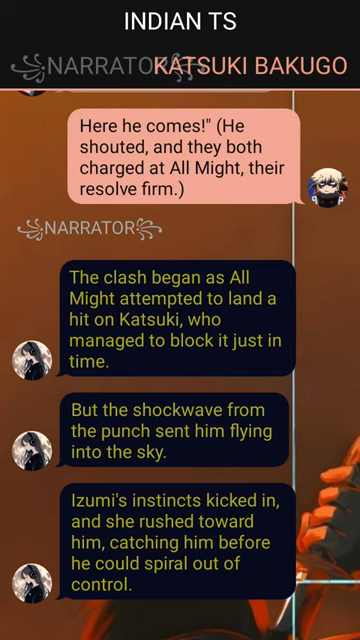 INDIAN TS
꧁NARRATOR꧂
KATSUKI BAKUGO
Here he comes!" (He
shouted, and they both
charged at All Might, their
resolve firm.)
꧁NARRATOR꧂
The clash began as All
Might attempted to land a
hit on Katsuki, who
managed to block it just in
time.
But the shockwave from
the punch sent him flying
into the sky.
Izumi's instincts kicked in,
and she rushed toward
him, catching him before
he could spiral out of
control.